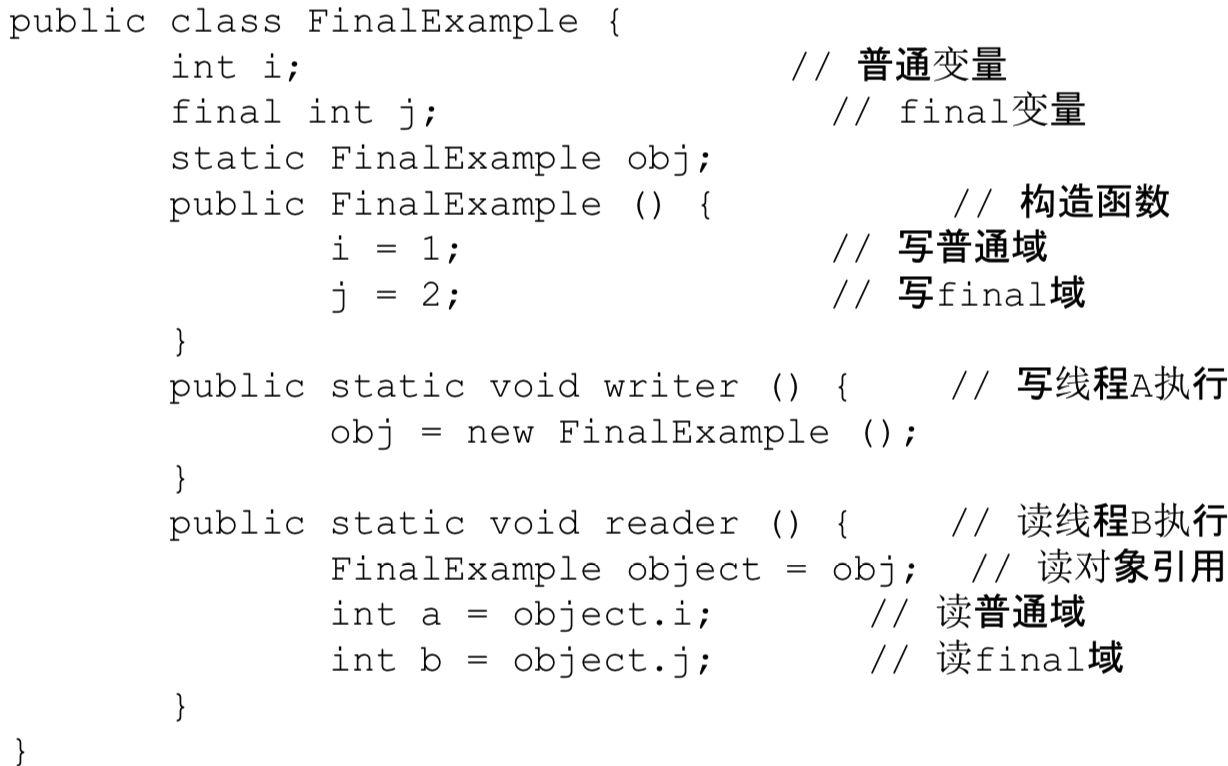 public class FinalExample {
int i; // 普通变量
final int j; // final变量
static FinalExample obj;
public FinalExample () { // 构造函数
i = 1; // 写普通域
j = 2; // 写final域
}
public static void writer () { // 写线程A执行
obj = new FinalExample ();
}
public static void reader () { // 读线程B执行
FinalExample object = obj; // 读对象引用
int a = object.i; // 读普通域
int b = object.j; // 读final域
}
}